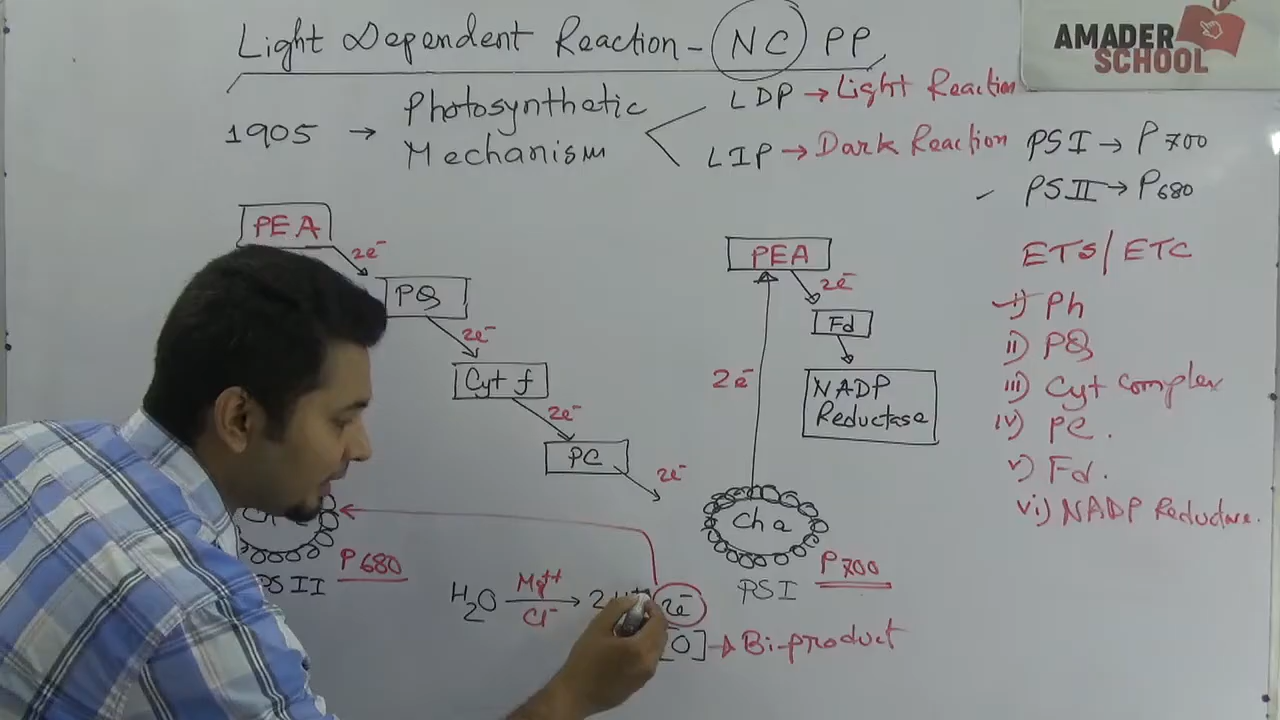 Light Dependent Reaction - NC PP
AMADER
SCHOOL
1905 → Photosynthetic
Mechanism
LDP → Light Reaction
LIP → Dark Reaction
PSI → P700
PSII → P680
ETS/ETC
i) Ph
ii) PQ
iii) Cyt complex
iv) PC.
v) Fd.
vi) NADP Reductase.
PEA
2e⁻
PQ
2e⁻
Cyt f
2e⁻
PC
2e⁻
P680
PSII
H₂O
Mg⁺⁺
Cl⁻
2e⁻
[O] → Bi-product
PEA
2e⁻
Fd
NADP
Reductase
2e⁻
Ch a
P700
PSI